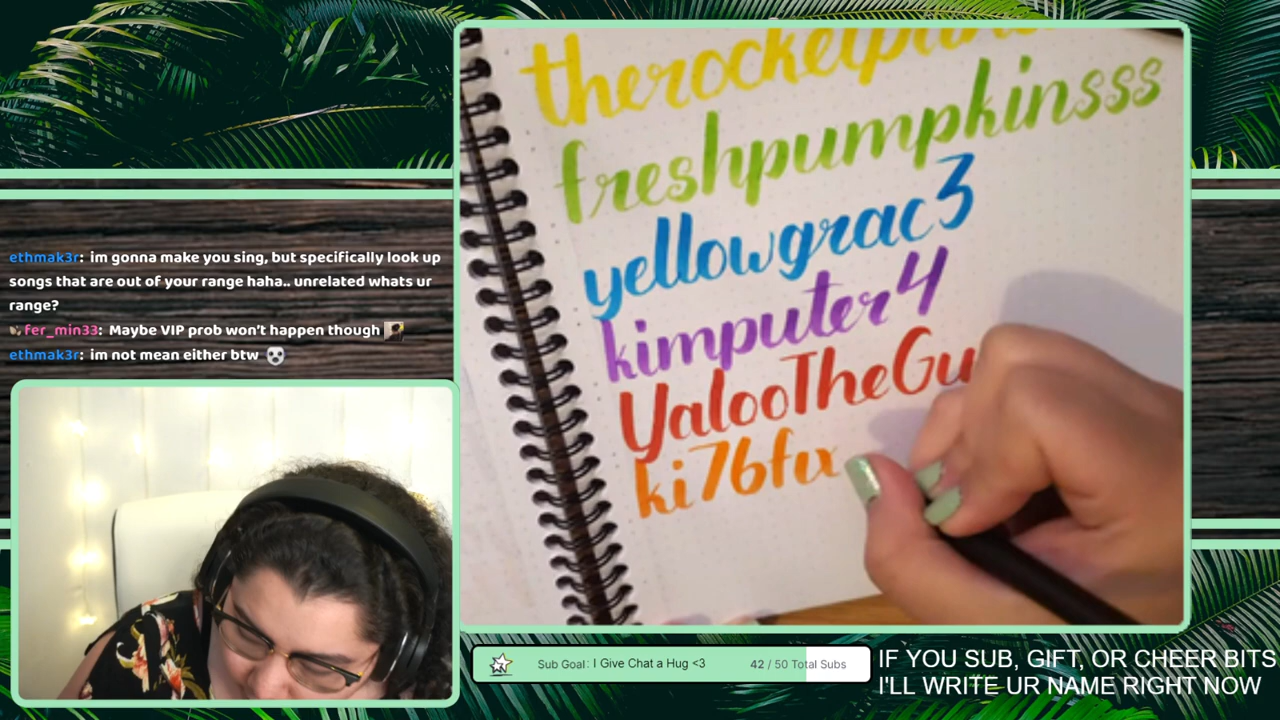 freshpumpkinsss
yellowgrac3
kimputer4
YalooTheGu
ki76fix
ethmak3r: im gonna make you sing, but specifically look up
songs that are out of your range haha.. unrelated whats ur
range?
fer_min33: Maybe VIP prob won't happen though
ethmak3r: im not mean either btw
Sub Goal: I Give Chat a Hug <3 42 / 50 Total Subs
IF YOU SUB, GIFT, OR CHEER BITS
I'LL WRITE UR NAME RIGHT NOW